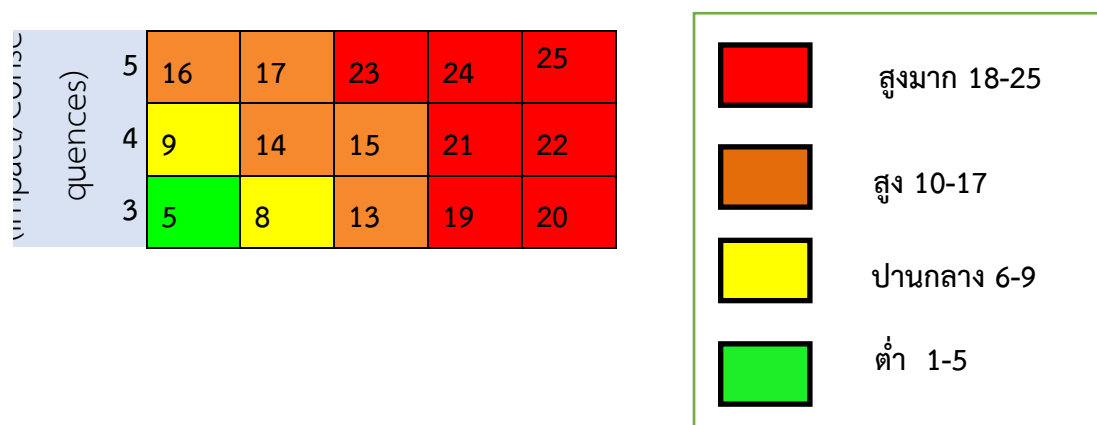 quences)
5 16 17 23 24 25
4 9 14 15 21 22
3 5 8 13 19 20
สูงมาก 18-25
สูง 10-17
ปานกลาง 6-9
ต่ำ 1-5